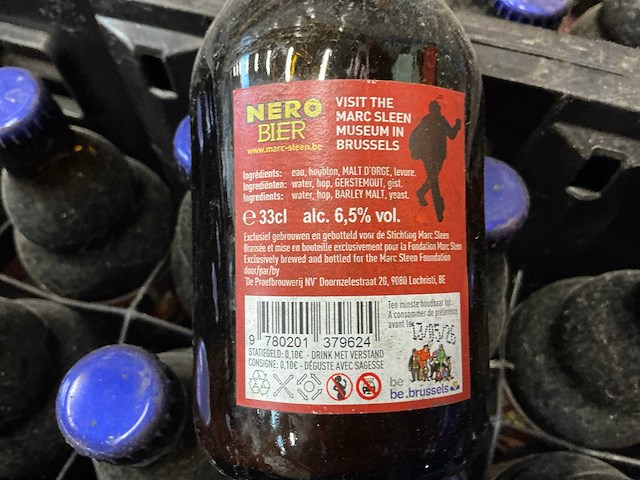 NERO
BIER
www.marc-sleen.be
VISIT THE
MARC SLEEN
MUSEUM IN
BRUSSELS
Ingrédients: eau, houblon, MALT D'ORGE, levure.
Ingrediënten: water, hop, GERSTEMOUT, gist.
Ingredients: water, hop, BARLEY MALT, yeast.
e 33cl alc. 6,5% vol.
Exclusief gebrouwen en gebotteld voor de Stichting Marc Sleen
Brassée et mise en bouteille exclusivement pour la Fondation Marc Sleen
Exclusively brewed and bottled for the Marc Sleen Foundation
door/par/by
'De Proefbrouwerij NV' Doornzelestraat 20, 9080 Lochristi, BE
9 780201 379624
STATIEGELD: 0,10€ - DRINK MET VERSTAND
CONSIGNE: 0,10€ - DÉGUSTE AVEC SAGESSE
Ten minste houdbaar tot:
A consommer de préférence
avant le
13/05/26
be
be.brussels